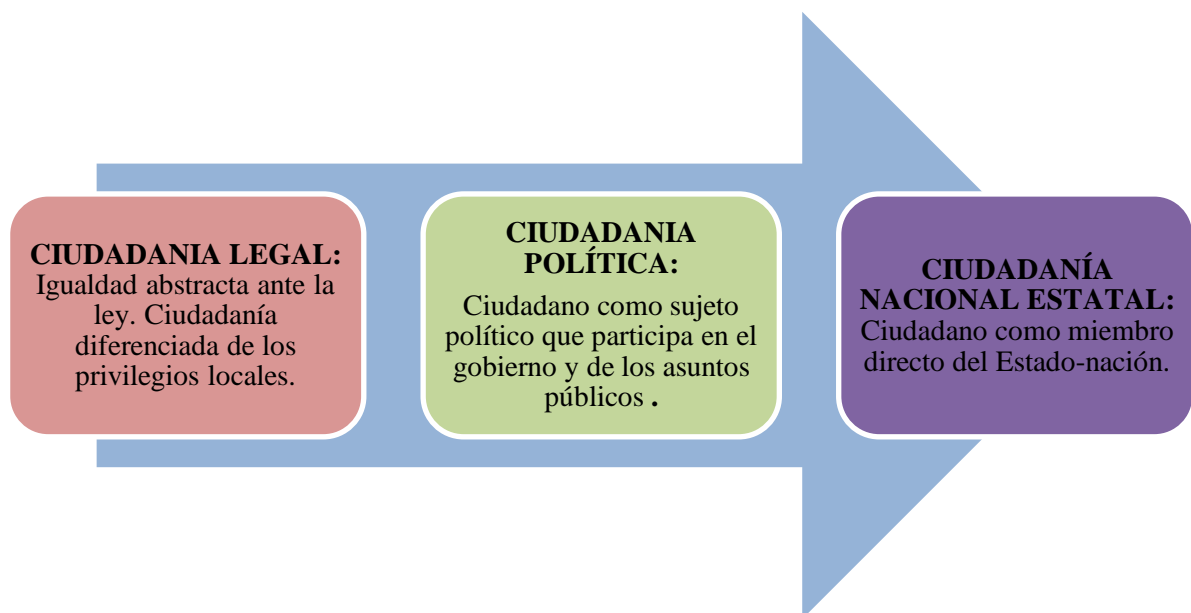 CIUDADANIA LEGAL:
Igualdad abstracta ante la
ley. Ciudadanía
diferenciada de los
privilegios locales.
CIUDADANIA
POLÍTICA:
Ciudadano como sujeto
político que participa en el
gobierno y de los asuntos
públicos .
CIUDADANÍA
NACIONAL ESTATAL:
Ciudadano como miembro
directo del Estado-nación.